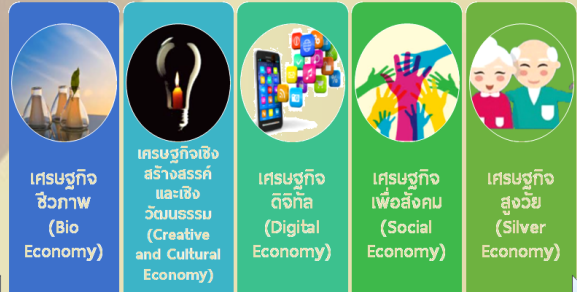 เศรษฐกิจ
ชีวภาพ
(Bio
Economy)
เศรษฐกิจเชิง
สร้างสรรค์
และเชิง
วัฒนธรรม
(Creative
and Cultural
Economy)
เศรษฐกิจ
ดิจิทัล
(Digital
Economy)
เศรษฐกิจ
เพื่อสังคม
(Social
Economy)
เศรษฐกิจ
สูงวัย
(Silver
Economy)